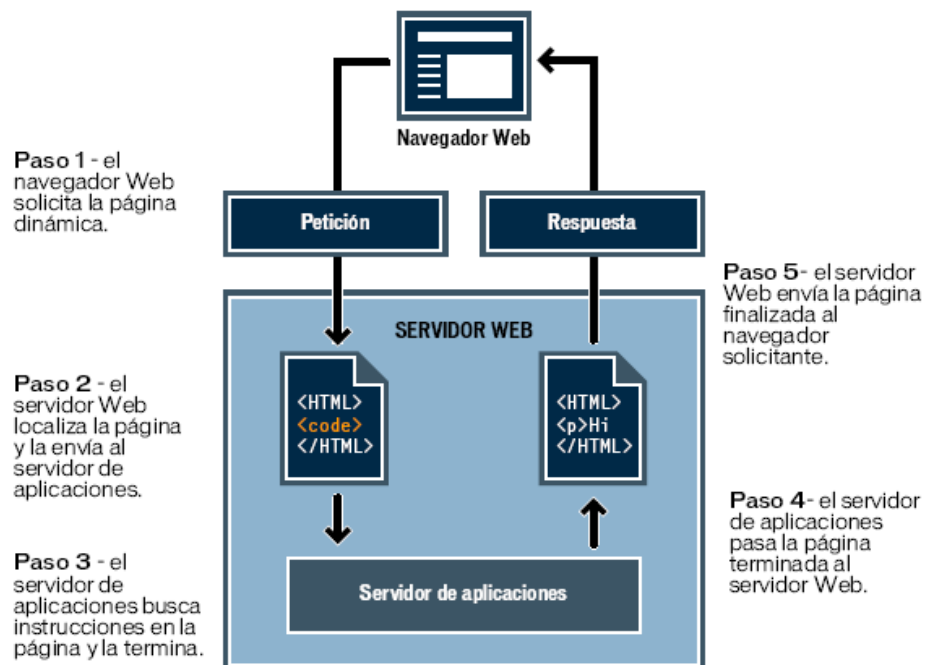 Navegador Web
Paso 1 - el
navegador Web
solicita la página
dinámica.
Petición
Respuesta
Paso 5- el servidor
Web envía la página
finalizada al
navegador
solicitante.
SERVIDOR WEB
Paso 2 - el
servidor Web
localiza la página
y la envía al
servidor de
aplicaciones.
<HTML>
<code>
</HTML>
<HTML>
<p>Hi
</HTML>
Paso 4- el servidor
de aplicaciones
pasa la página
terminada al
servidor Web.
Paso 3 - el
servidor de
aplicaciones busca
instrucciones en la
página y la termina.
Servidor de aplicaciones